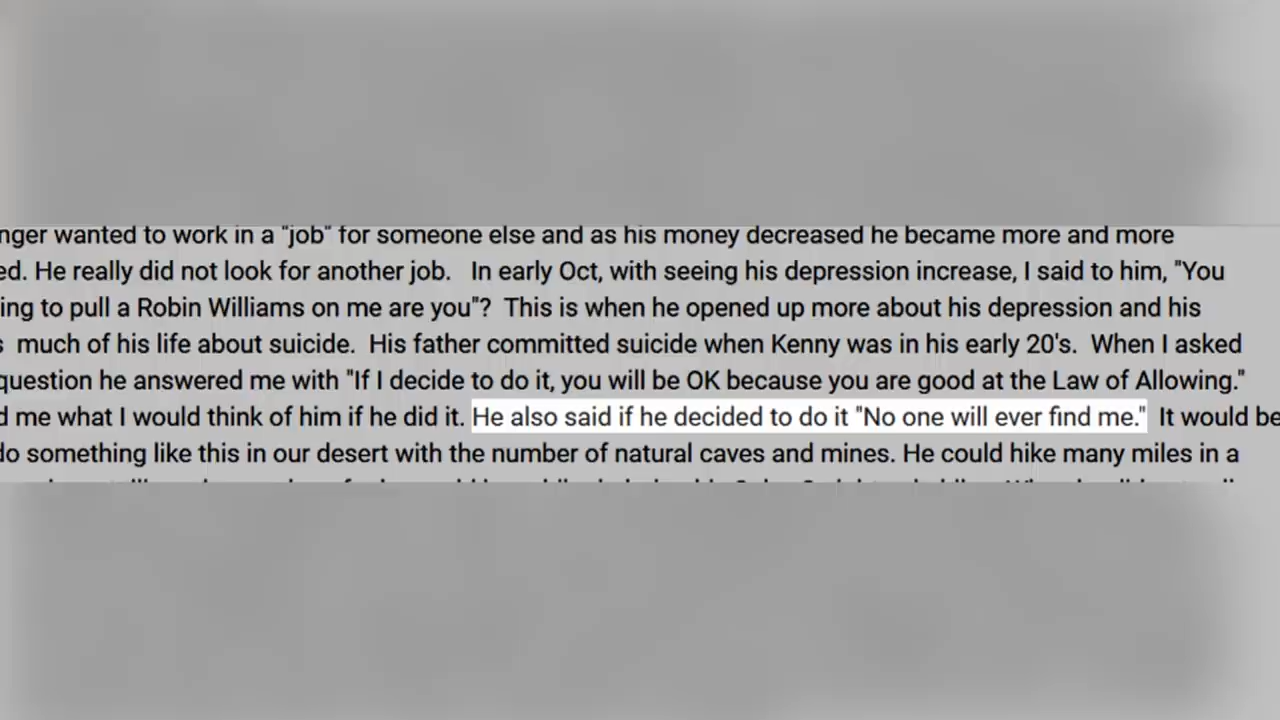 nger wanted to work in a "job" for someone else and as his money decreased he became more and more
ed. He really did not look for another job. In early Oct, with seeing his depression increase, I said to him, "You
ing to pull a Robin Williams on me are you"? This is when he opened up more about his depression and his
s much of his life about suicide. His father committed suicide when Kenny was in his early 20's. When I asked
question he answered me with "If I decide to do it, you will be OK because you are good at the Law of Allowing."
d me what I would think of him if he did it. He also said if he decided to do it "No one will ever find me." It would be
do something like this in our desert with the number of natural caves and mines. He could hike many miles in a